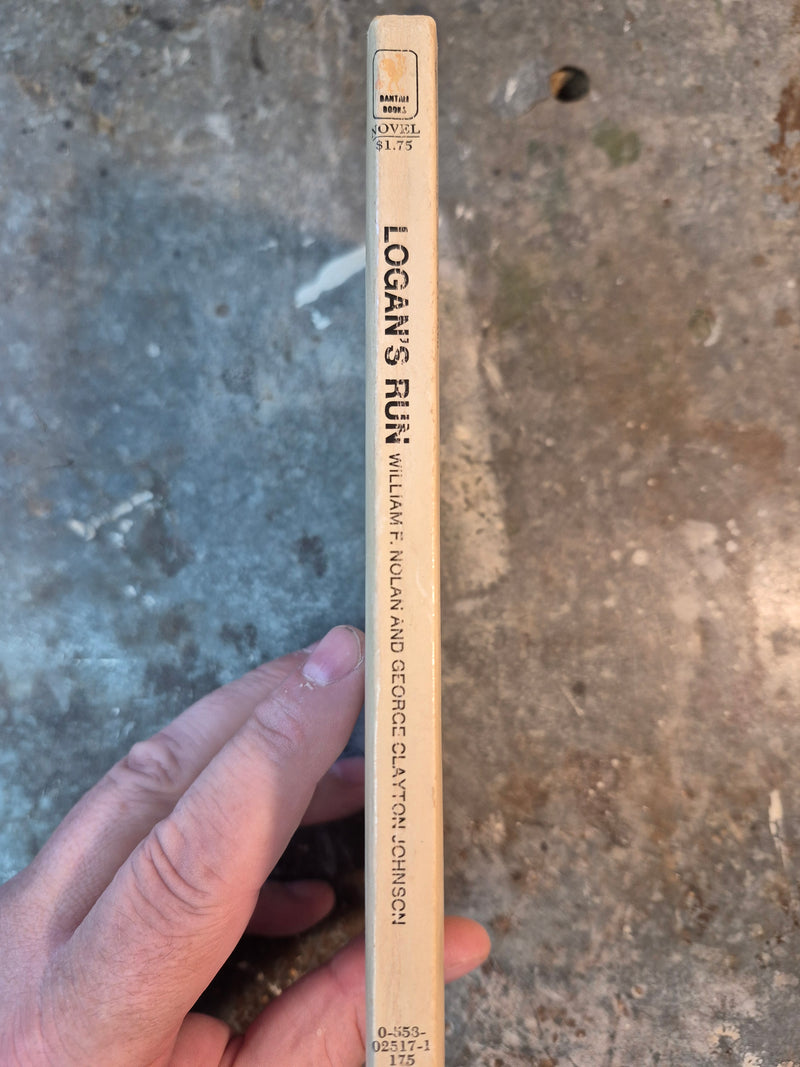 BANTAM
BOOKS
NOVEL
$1.75
LOGAN'S RUN WILLIAM F. NOLAN AND GEORGE CLAYTON JOHNSON
0-553-
02517-1
175